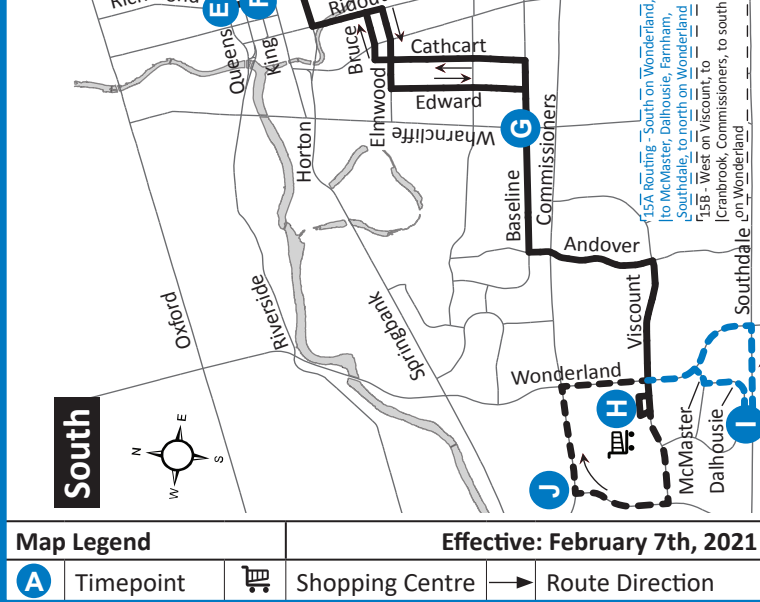 E
Queens
King
Bruce
Elmwood
Cathcart
Edward
Wharncliffe
G
Horton
Baseline
Commissioners
Andover
15A Routing - South on Wonderland,
to McMaster, Dalhousie, Farnham,
Southdale, to north on Wonderland
15B - West on Viscount, to
Cranbrook, Commissioners, to south
on Wonderland
Oxford
Riverside
Springbank
Viscount
Southdale
Wonderland
South
N
E
S
W
H
J
McMaster
Dalhousie
I
Map Legend
Effective: February 7th, 2021
A Timepoint Shopping Centre Route Direction